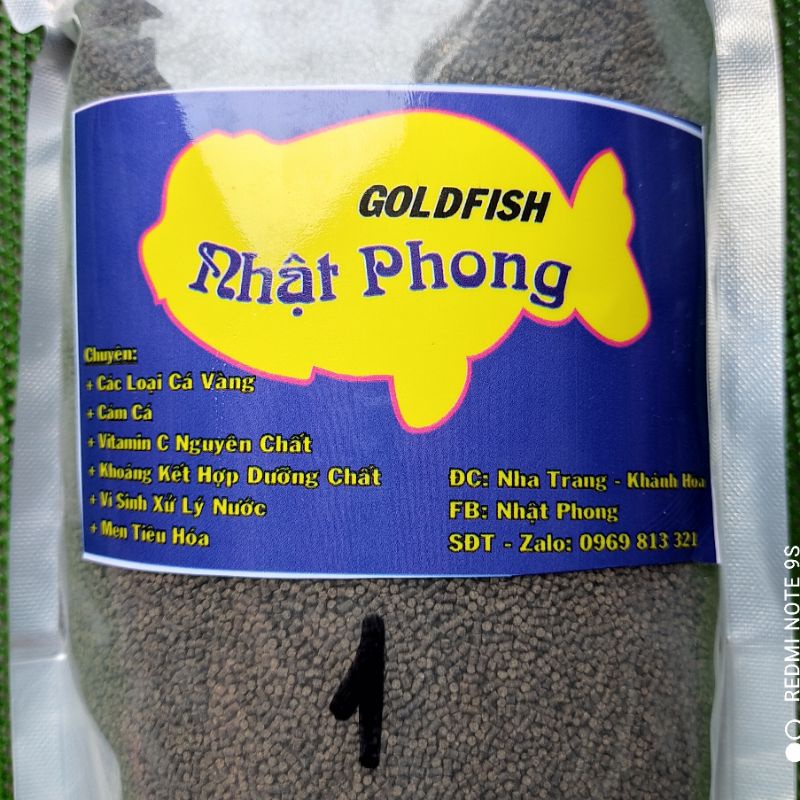 GOLDFISH
Nhật Phong
Chuyên:
+ Các Loại Cá Vàng
+ Cám Cá
+ Vitamin C Nguyên Chất
+ Khoáng Kết Hợp Dưỡng Chất
+ Vi Sinh Xử Lý Nước
+ Men Tiêu Hóa
ĐC: Nha Trang - Khánh Hoà
FB: Nhật Phong
SĐT - Zalo: 0969 813 321
1
REDMI NOTE 9S